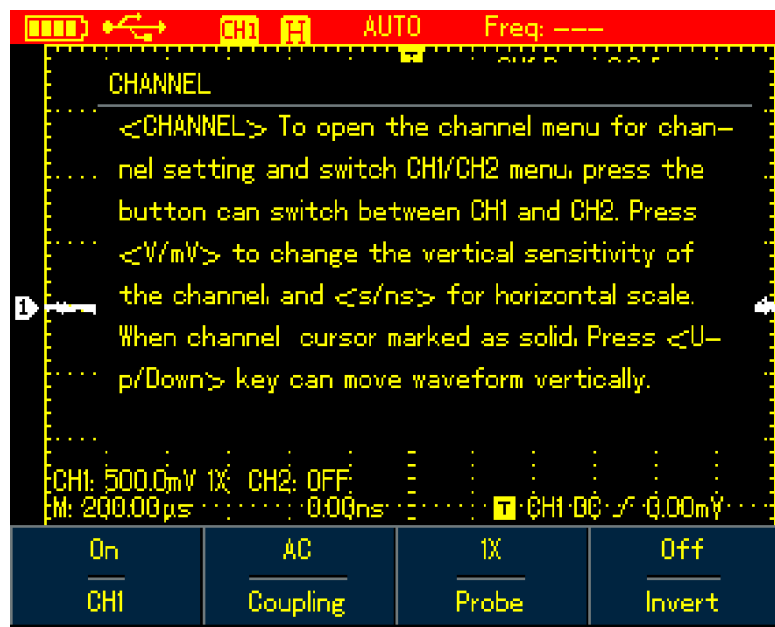 CH1 H AUTO Freq: ---
T
CHANNEL
<CHANNEL> To open the channel menu for chan-
nel setting and switch CH1/CH2 menu, press the
button can switch between CH1 and CH2. Press
<V/mV> to change the vertical sensitivity of
the channel, and <s/ns> for horizontal scale.
1
When channel cursor marked as solid, Press <U-
p/Down> key can move waveform vertically.
CH1: 500.0mV 1X CH2: OFF
M: 200.00μs 0.00ns T CH1 DC 0.00mV
On AC 1X Off
CH1 Coupling Probe Invert